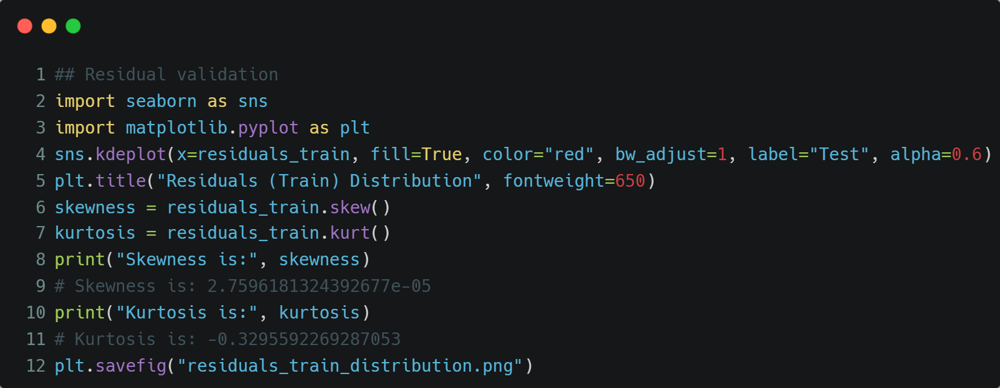 1 ## Residual validation
2 import seaborn as sns
3 import matplotlib.pyplot as plt
4 sns.kdeplot(x=residuals_train, fill=True, color="red", bw_adjust=1, label="Test", alpha=0.6)
5 plt.title("Residuals (Train) Distribution", fontweight=650)
6 skewness = residuals_train.skew()
7 kurtosis = residuals_train.kurt()
8 print("Skewness is:", skewness)
9 # Skewness is: 2.7596181324392677e-05
10 print("Kurtosis is:", kurtosis)
11 # Kurtosis is: -0.3295592269287053
12 plt.savefig("residuals_train_distribution.png")